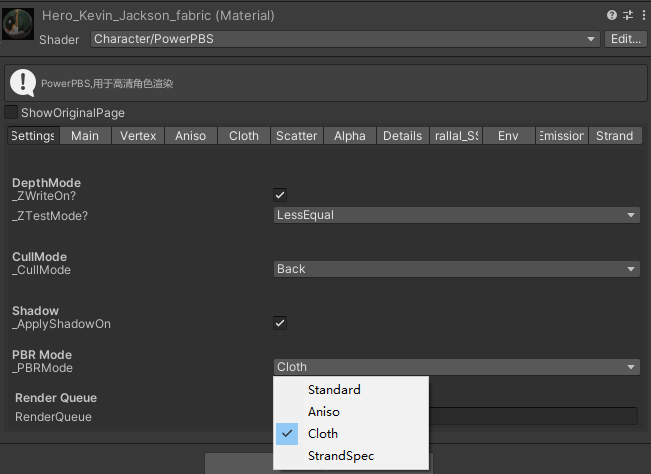 Hero_Kevin_Jackson_fabric (Material)
Shader Character/PowerPBS Edit...
PowerPBS,用于高清角色渲染
ShowOriginalPage
Settings Main Vertex Aniso Cloth Scatter Alpha Details rallal_SS Env Emission Strand
DepthMode
_ZWriteOn?
_ZTestMode? LessEqual
CullMode
_CullMode Back
Shadow
_ApplyShadowOn
PBR Mode
_PBRMode Cloth
Standard
Render Queue
Aniso
RenderQueue
Cloth
StrandSpec